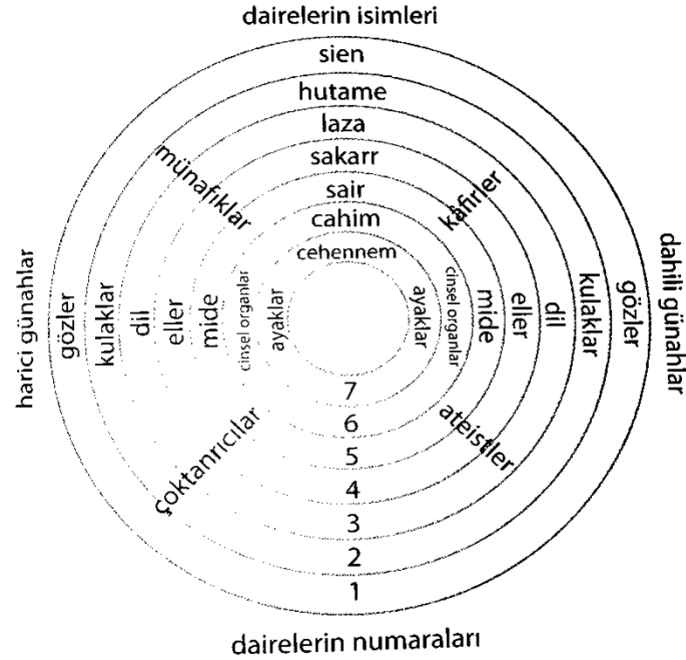 dairelerin isimleri
sien
hutame
laza
sakarr
sair
cahim
cehennem
münafıklar
kâfirler
harici günahlar
gözler
kulaklar
dil
eller
mide
cinsel organlar
ayaklar
ayaklar
cinsel organlar
mide
eller
dil
kulaklar
gözler
dahili günahlar
çoktanrıcılar
ateistler
7
6
5
4
3
2
1
dairelerin numaraları